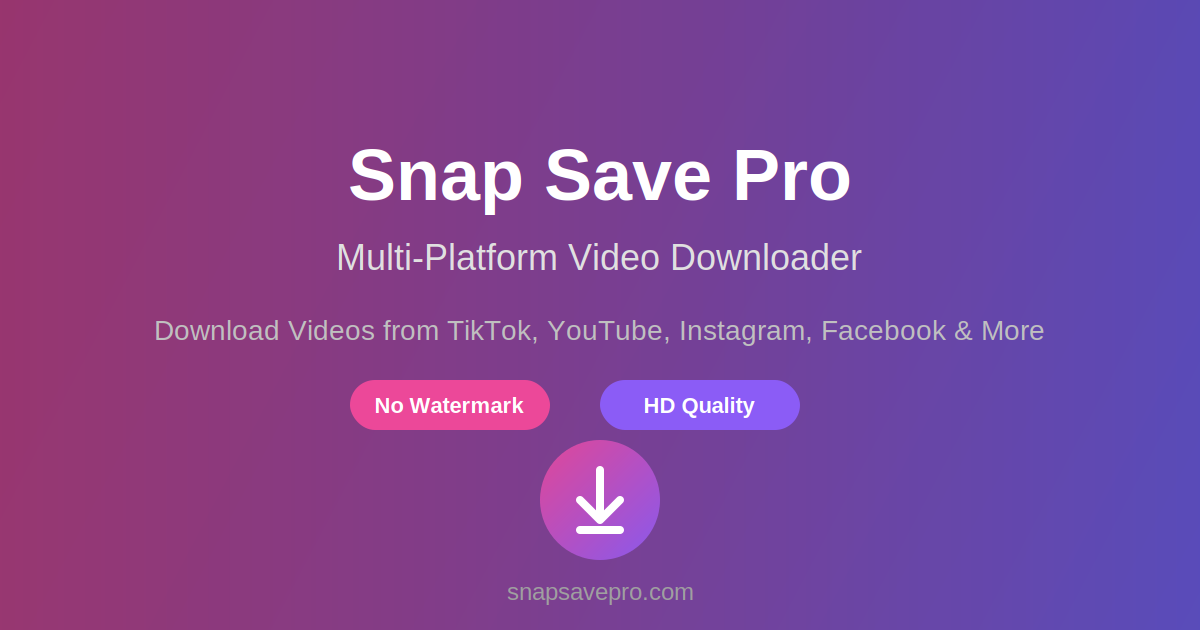 Snap Save Pro
Multi-Platform Video Downloader
Download Videos from TikTok, YouTube, Instagram, Facebook & More
No Watermark
HD Quality
snapsavepro.com